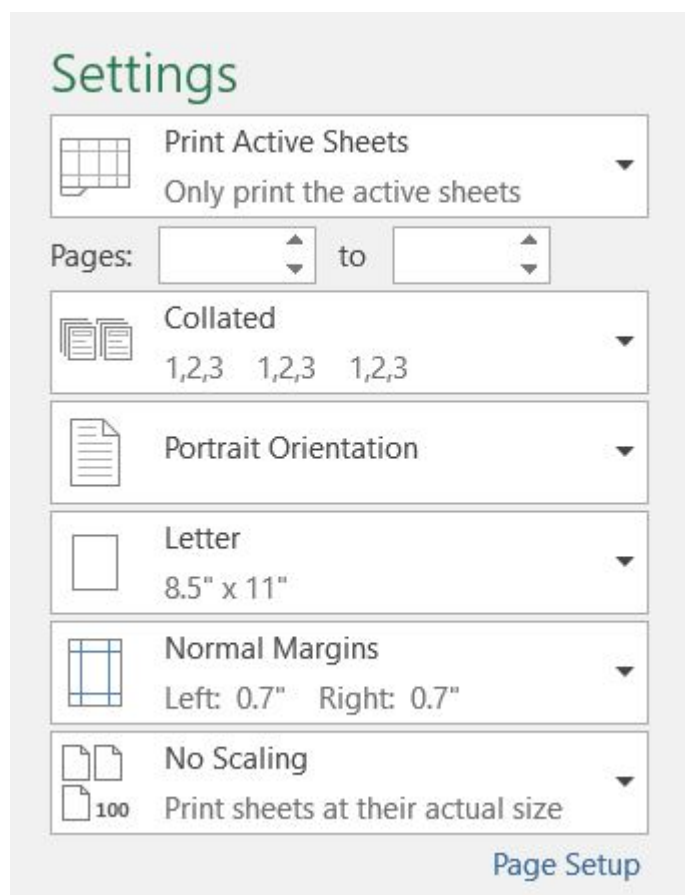 Settings
Print Active Sheets
Only print the active sheets
Pages: to
Collated
1,2,3 1,2,3 1,2,3
Portrait Orientation
Letter
8.5" x 11"
Normal Margins
Left: 0.7" Right: 0.7"
No Scaling
100 Print sheets at their actual size
Page Setup